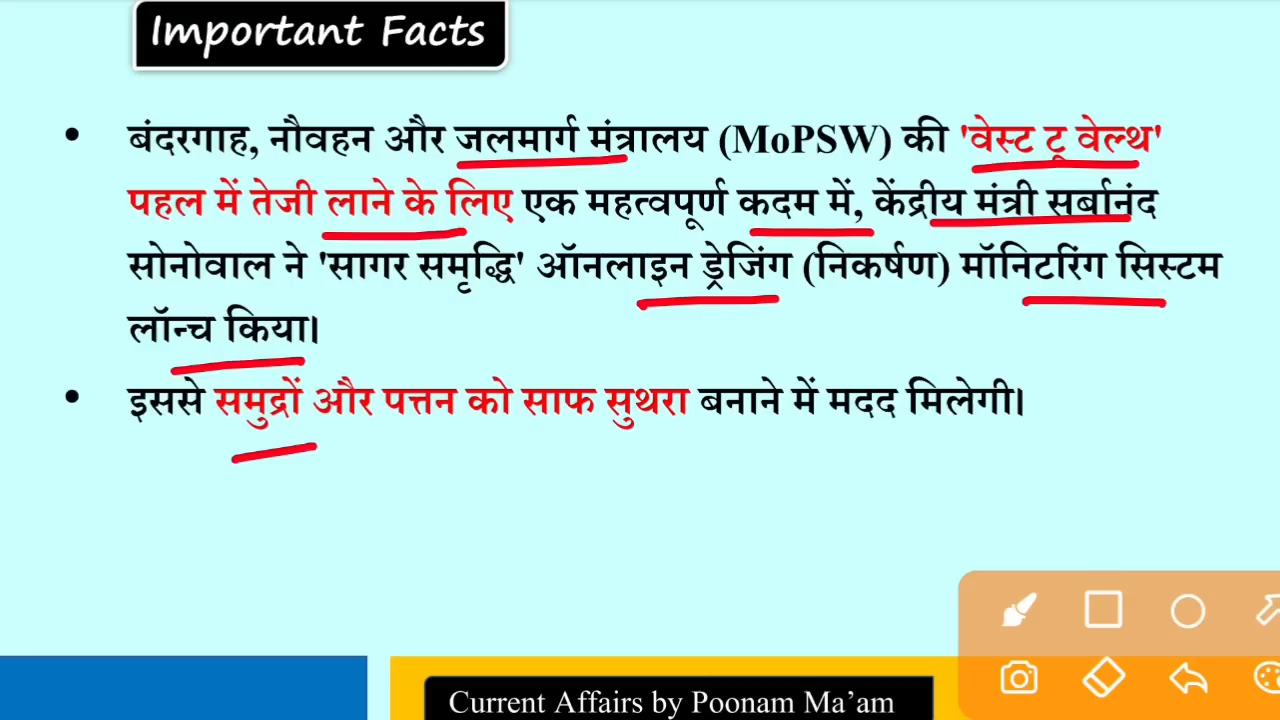 Important Facts
• बंदरगाह, नौवहन और जलमार्ग मंत्रालय (MoPSW) की 'वेस्ट टू वेल्थ'
पहल में तेजी लाने के लिए एक महत्वपूर्ण कदम में, केंद्रीय मंत्री सर्बानंद
सोनोवाल ने 'सागर समृद्धि' ऑनलाइन ड्रेजिंग (निकर्षण) मॉनिटरिंग सिस्टम
लॉन्च किया।
• इससे समुद्रों और पत्तन को साफ सुथरा बनाने में मदद मिलेगी।
Current Affairs by Poonam Ma’am